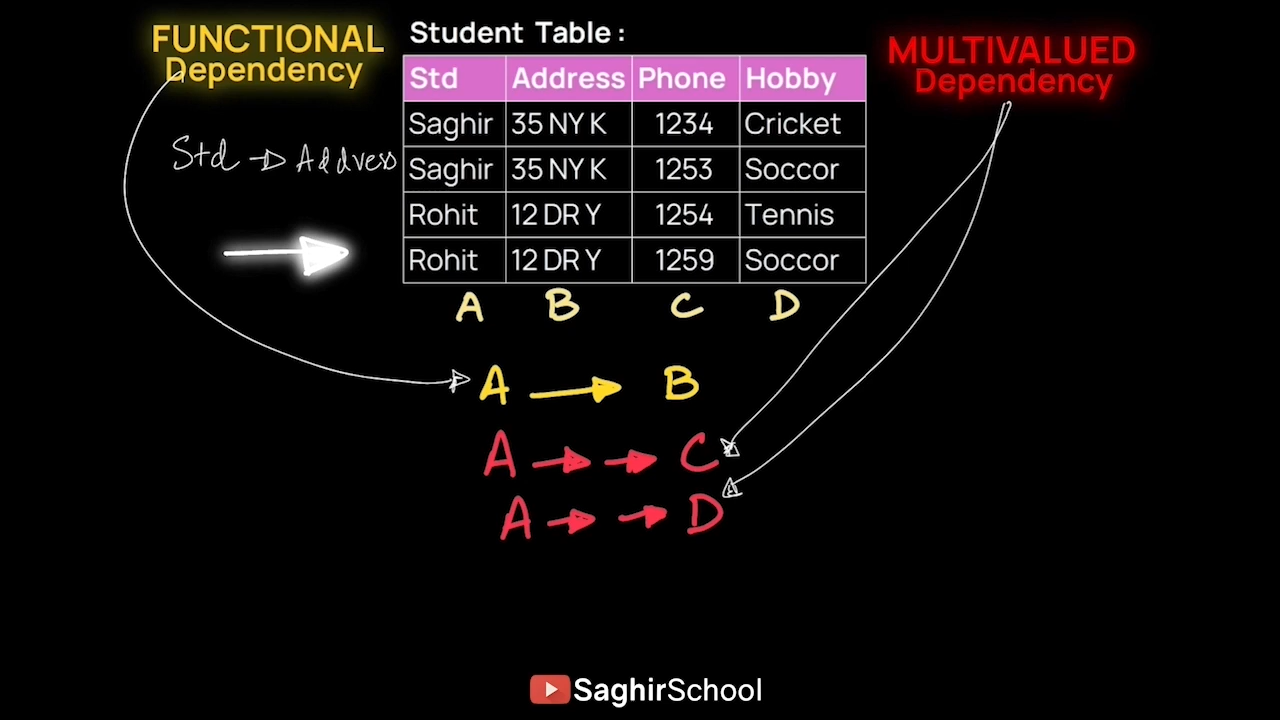 FUNCTIONAL
Dependency
Student Table :
MULTIVALUED
Dependency
Std Address Phone Hobby
Saghir 35 NY K 1234 Cricket
Saghir 35 NY K 1253 Soccor
Rohit 12 DR Y 1254 Tennis
Rohit 12 DR Y 1259 Soccor
Std → Address
A B C D
A → B
A →→ C
A →→ D
SaghirSchool